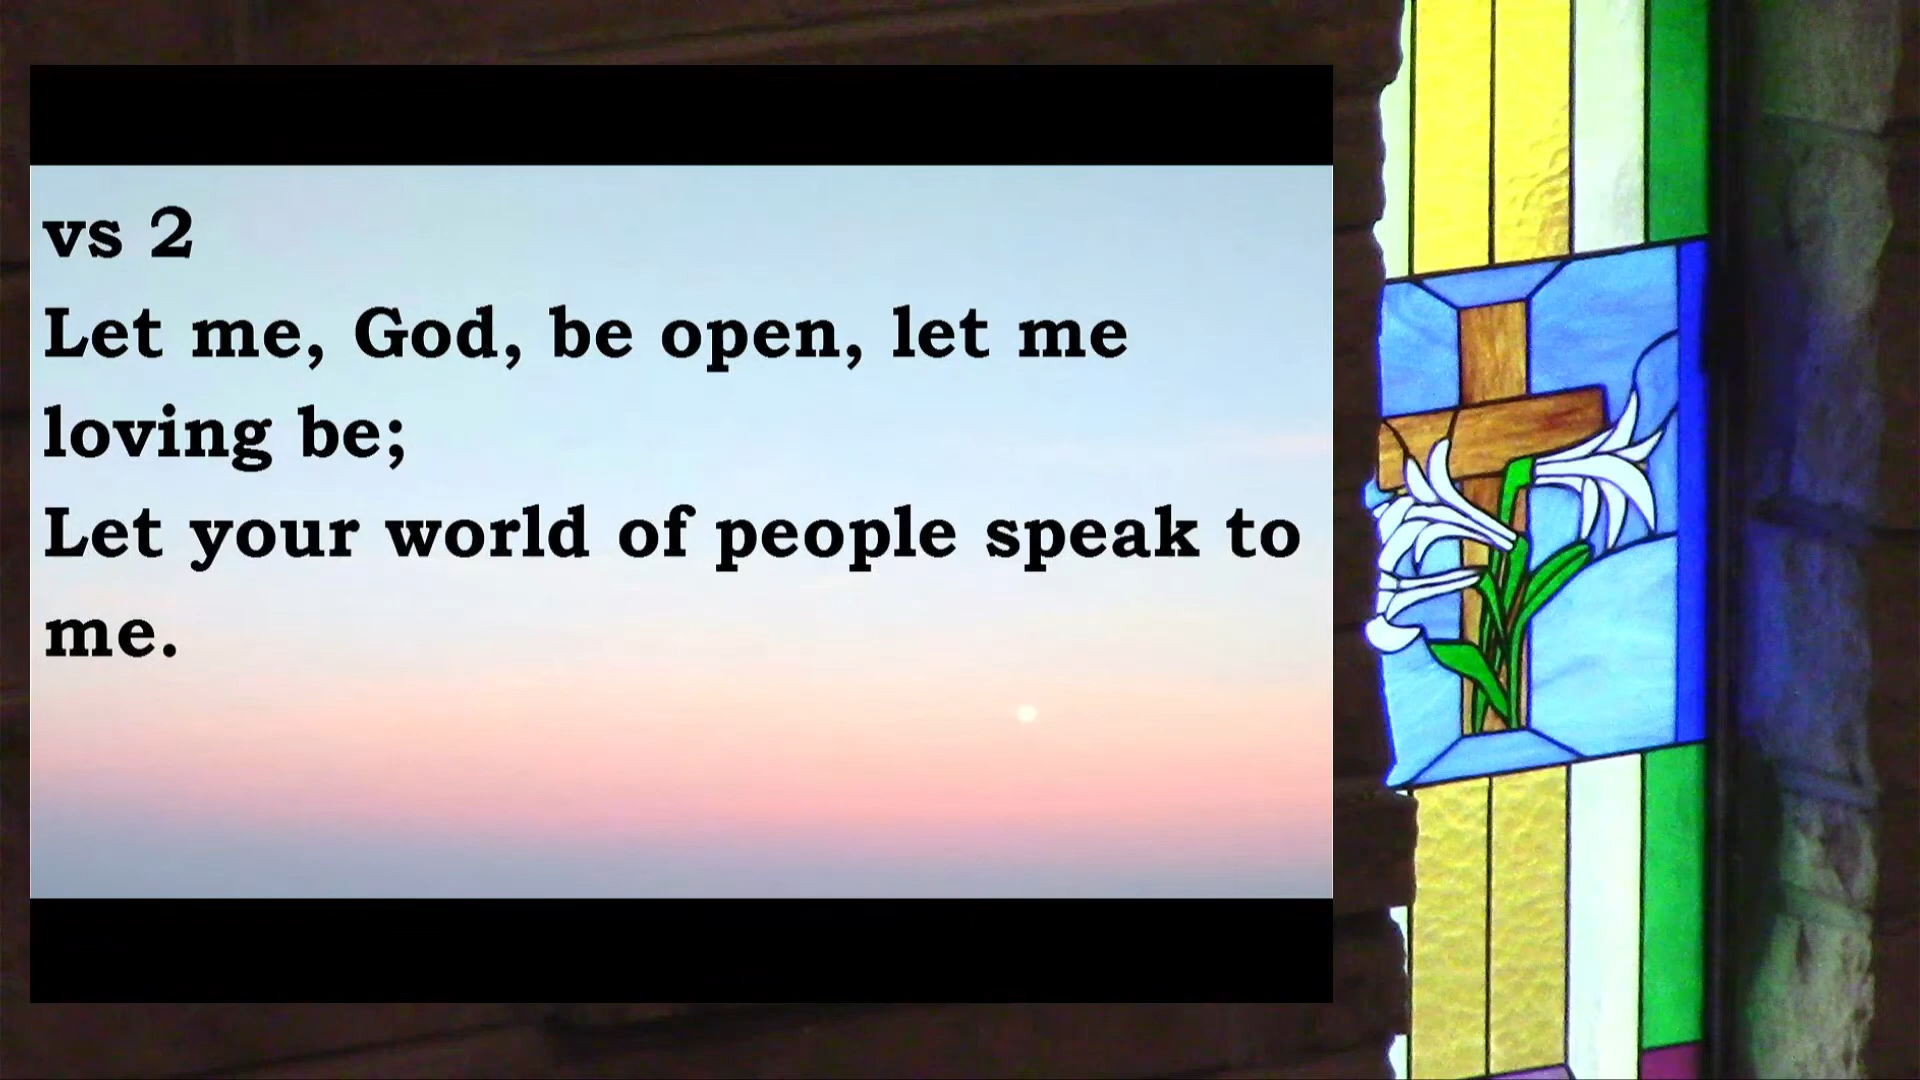 vs 2
Let me, God, be open, let me
loving be;
Let your world of people speak to
me.